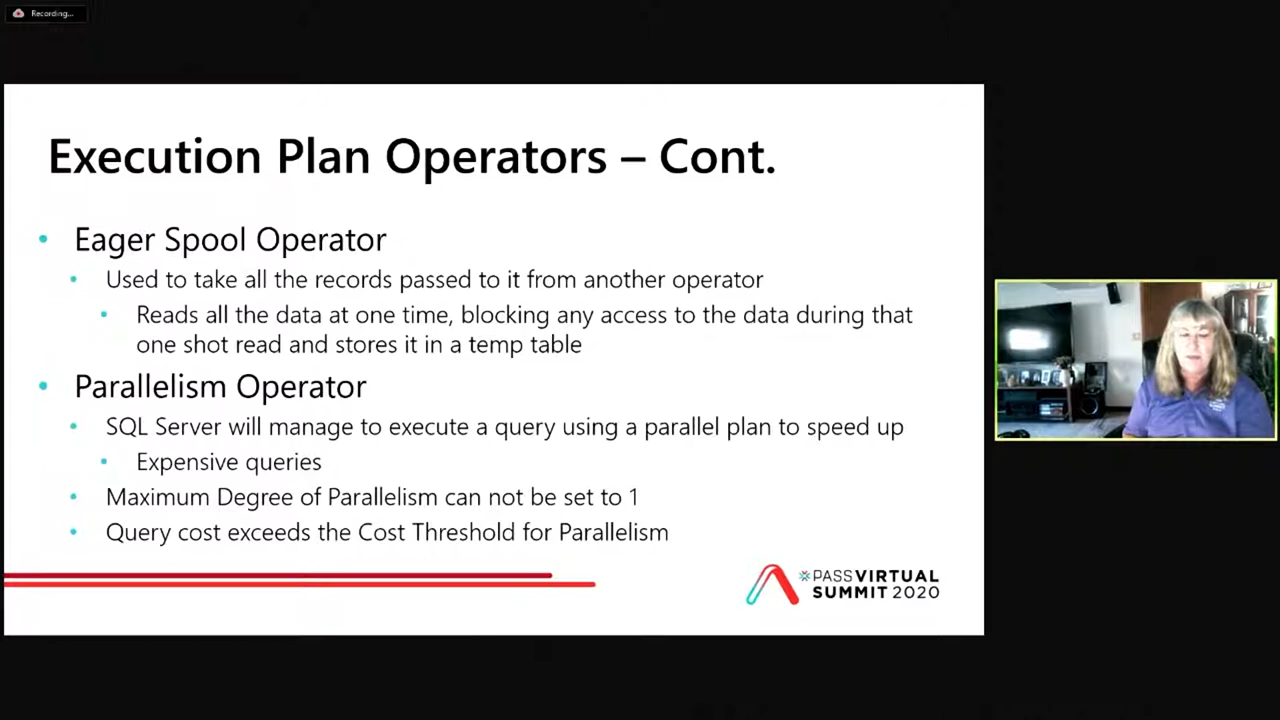 Recording...
Execution Plan Operators – Cont.
• Eager Spool Operator
• Used to take all the records passed to it from another operator
• Reads all the data at one time, blocking any access to the data during that
one shot read and stores it in a temp table
• Parallelism Operator
• SQL Server will manage to execute a query using a parallel plan to speed up
• Expensive queries
• Maximum Degree of Parallelism can not be set to 1
• Query cost exceeds the Cost Threshold for Parallelism
PASS VIRTUAL
SUMMIT 2020